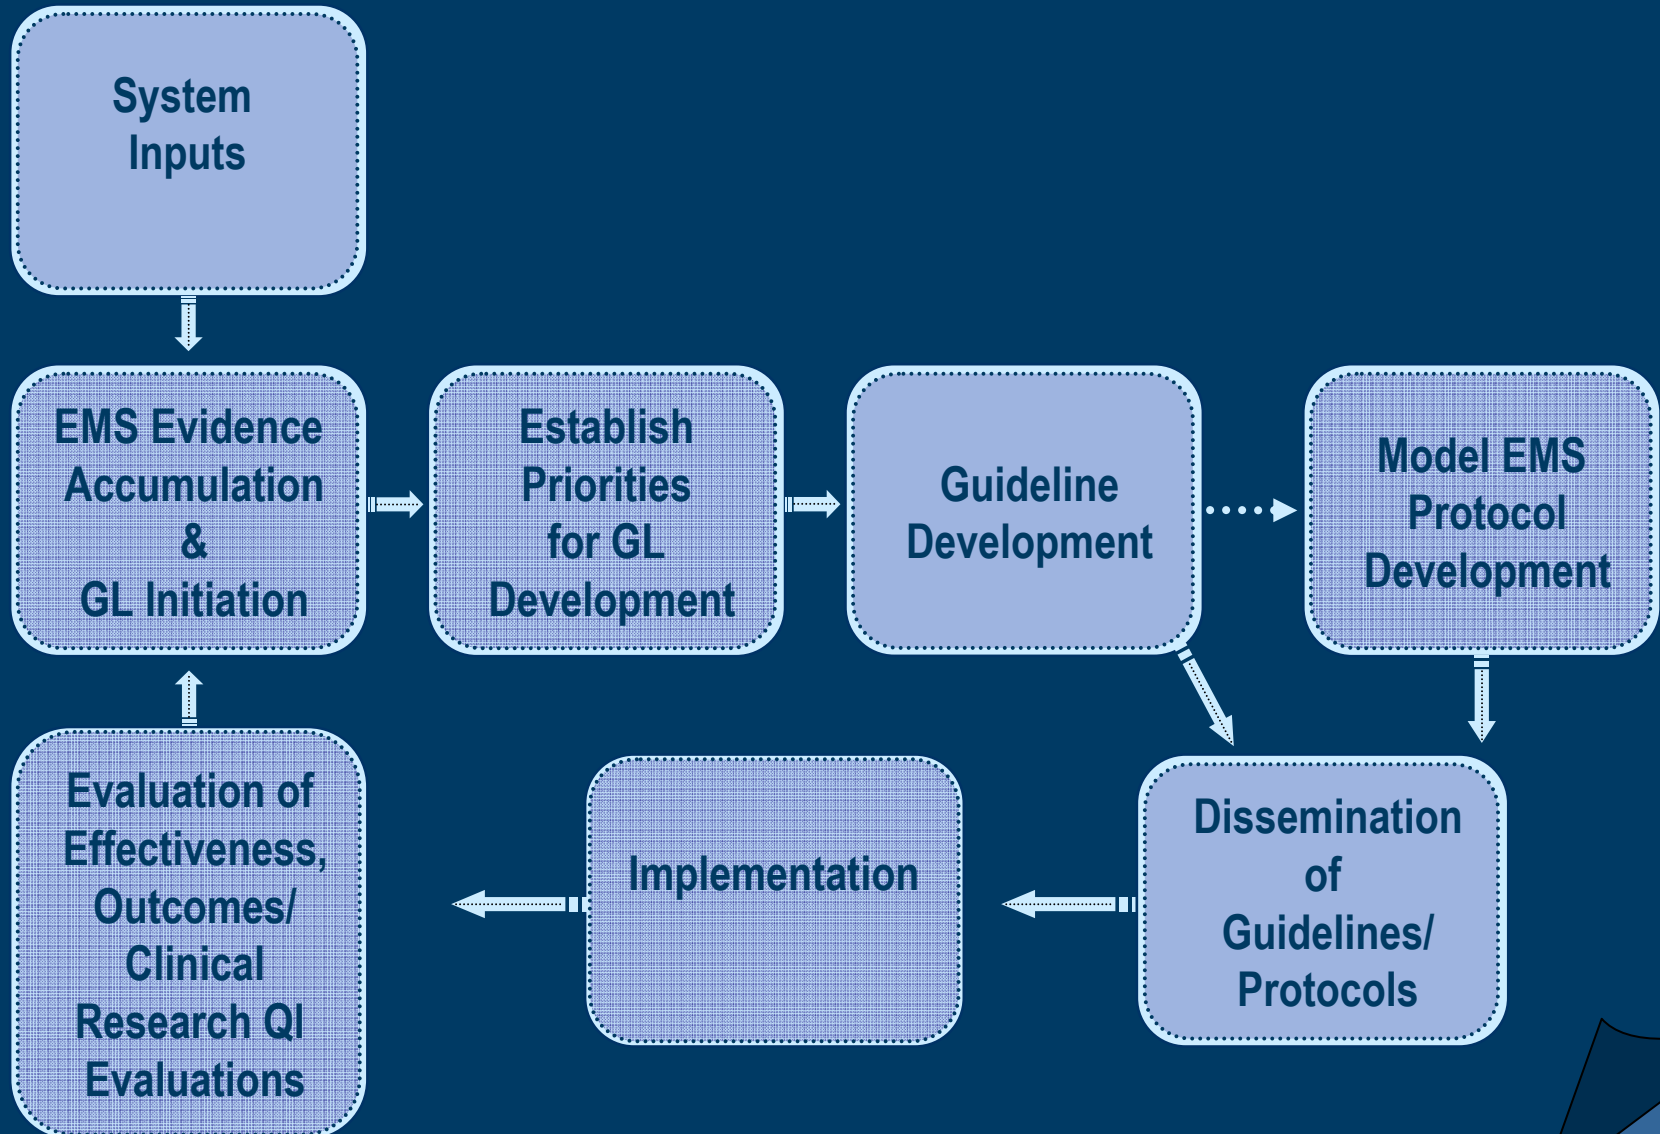 System
Inputs
EMS Evidence
Accumulation
&
GL Initiation
Establish
Priorities
for GL
Development
Guideline
Development
Model EMS
Protocol
Development
Evaluation of
Effectiveness,
Outcomes/
Clinical
Research QI
Evaluations
Implementation
Dissemination
of
Guidelines/
Protocols